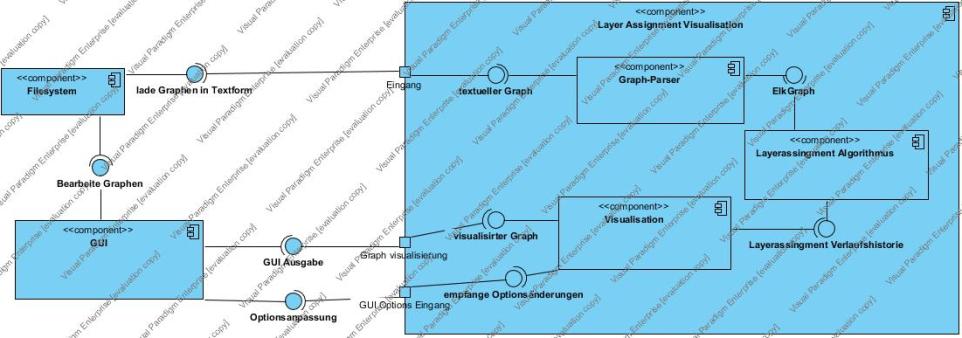 <<component>>
Layer Assignment Visualisation
<<component>>
Filesystem
lade Graphen in Textform
Eingang
textueller Graph
<<component>>
Graph-Parser
ElkGraph
<<component>>
Layerassingment Algorithmus
Bearbeite Graphen
<<component>>
GUI
GUI Ausgabe
Graph visualisierung
visualisirter Graph
<<component>>
Visualisation
Layerassingment Verlaufshistorie
Optionsanpassung
GUI Options Eingang
empfange Optionsänderungen
Visual Paradigm Enterprise [evaluation copy]